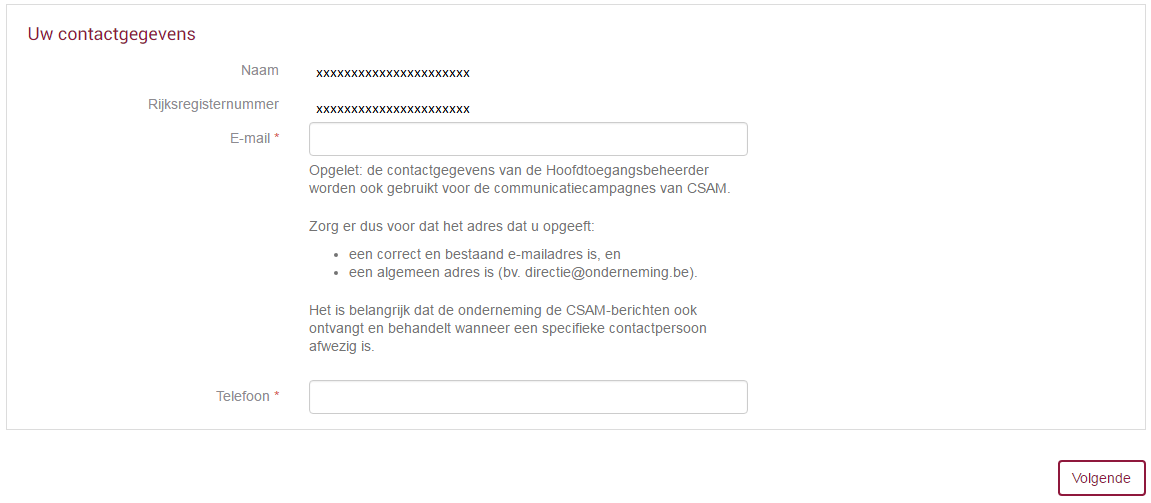 Uw contactgegevens
Naam xxxxxxxxxxxxxxxxxxxxxx
Rijksregisternummer xxxxxxxxxxxxxxxxxxxxxx
E-mail *
Opgelet: de contactgegevens van de Hoofdtoegangsbeheerder
worden ook gebruikt voor de communicatiecampagnes van CSAM.
Zorg er dus voor dat het adres dat u opgeeft:
• een correct en bestaand e-mailadres is, en
• een algemeen adres is (bv. directie@onderneming.be).
Het is belangrijk dat de onderneming de CSAM-berichten ook
ontvangt en behandelt wanneer een specifieke contactpersoon
afwezig is.
Telefoon *
Volgende